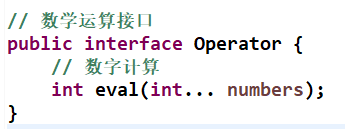 // 数学运算接口
public interface Operator {
    // 数字计算
    int eval(int... numbers);
}